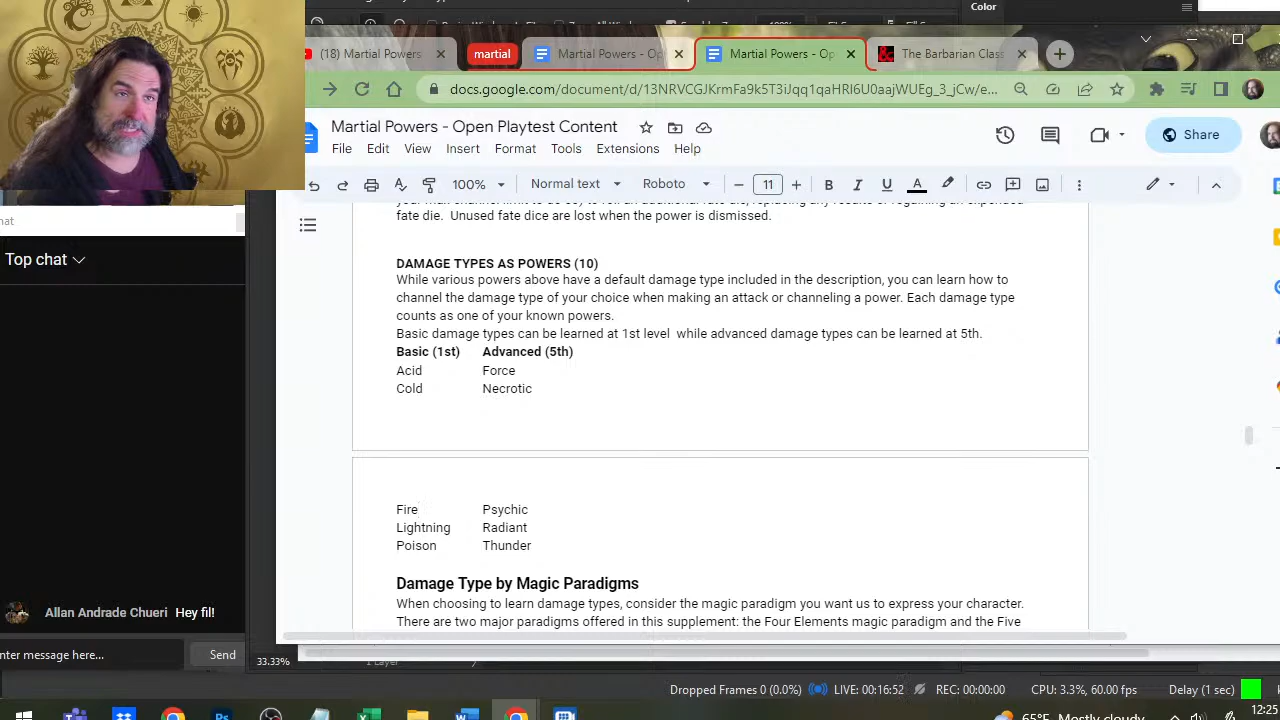 Color
(18) Martial Powers
martial
Martial Powers - Op
Martial Powers - Op
The Barbarian Class
docs.google.com/document/d/13NRVCGJKrmFa9k5T3iJqq1qaHRl6U0aajWUEg_3_jCw/e...
Martial Powers - Open Playtest Content
File Edit View Insert Format Tools Extensions Help
Share
100% Normal text Roboto 11 B I U A
fate die. Unused fate dice are lost when the power is dismissed.
DAMAGE TYPES AS POWERS (10)
While various powers above have a default damage type included in the description, you can learn how to
channel the damage type of your choice when making an attack or channeling a power. Each damage type
counts as one of your known powers.
Basic damage types can be learned at 1st level while advanced damage types can be learned at 5th.
Basic (1st) Advanced (5th)
Acid Force
Cold Necrotic
Fire Psychic
Lightning Radiant
Poison Thunder
Damage Type by Magic Paradigms
When choosing to learn damage types, consider the magic paradigm you want us to express your character.
There are two major paradigms offered in this supplement: the Four Elements magic paradigm and the Five
hat
Top chat
Allan Andrade Chueri Hey fil!
nter message here...
Send
33.33%
1 Layer
Dropped Frames 0 (0.0%) LIVE: 00:16:52 REC: 00:00:00 CPU: 3.3%, 60.00 fps Delay (1 sec)
65°F Mostly cloudy
12:25